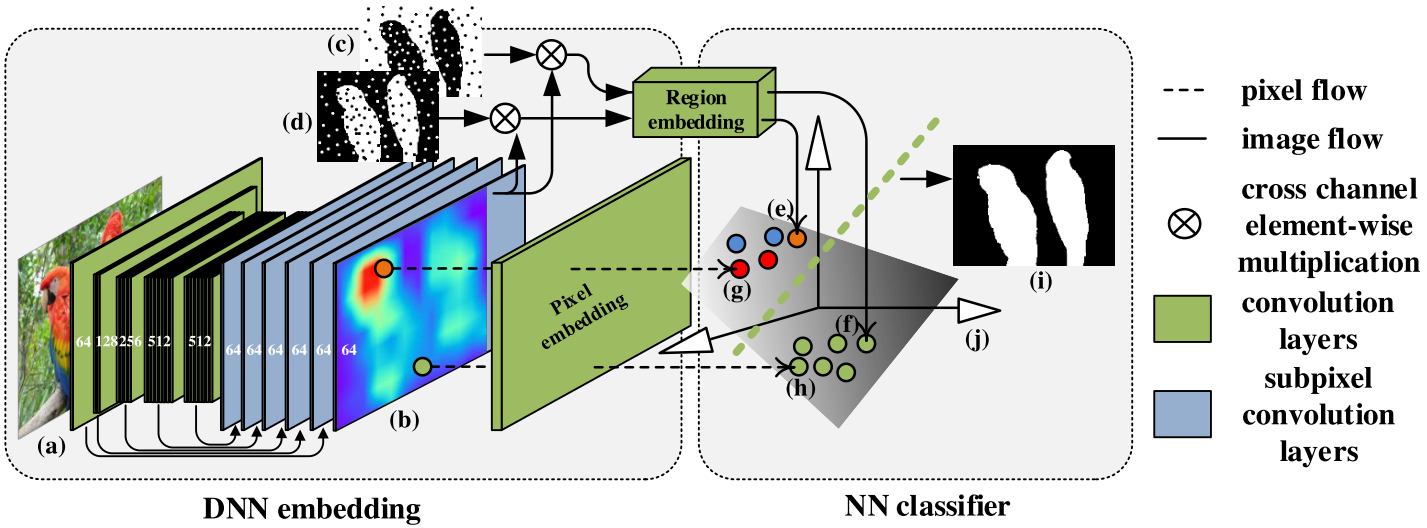 (c)
(d)
Region
embedding
pixel flow
image flow
cross channel
element-wise
multiplication
convolution
layers
subpixel
convolution
layers
(e)
(g)
(f)
(h)
(i)
(j)
Pixel
embedding
64 128 256 512 512 64 64 64 64 64 64
(a)
(b)
DNN embedding
NN classifier